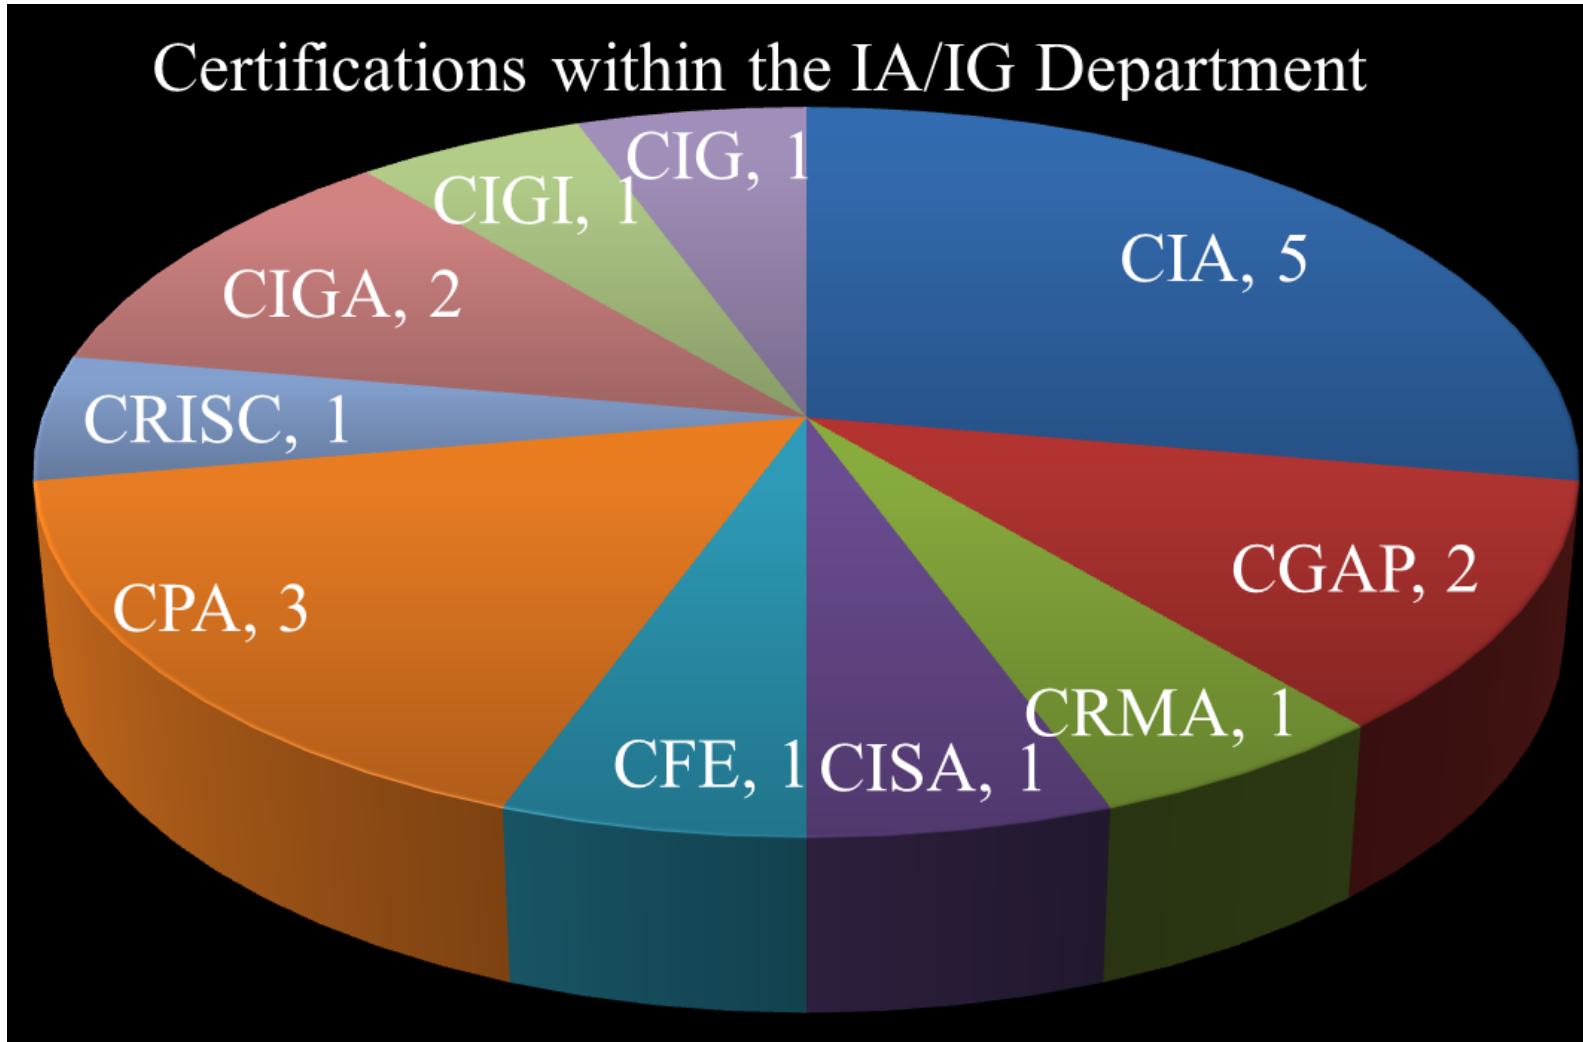 Certifications within the IA/IG Department
CIG, 1
CIGI, 1
CIA, 5
CIGA, 2
CRISC, 1
CGAP, 2
CPA, 3
CRMA, 1
CFE, 1
CISA, 1